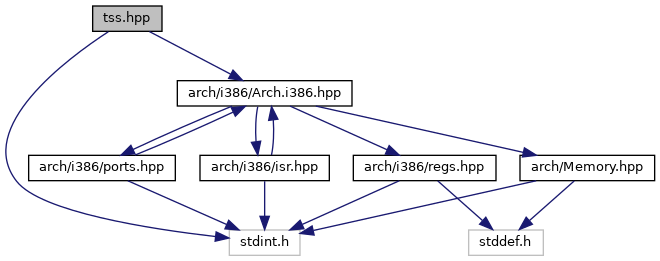 tss.hpp
arch/i386/Arch.i386.hpp
arch/i386/ports.hpp
arch/i386/isr.hpp
arch/i386/regs.hpp
arch/Memory.hpp
stdint.h
stddef.h